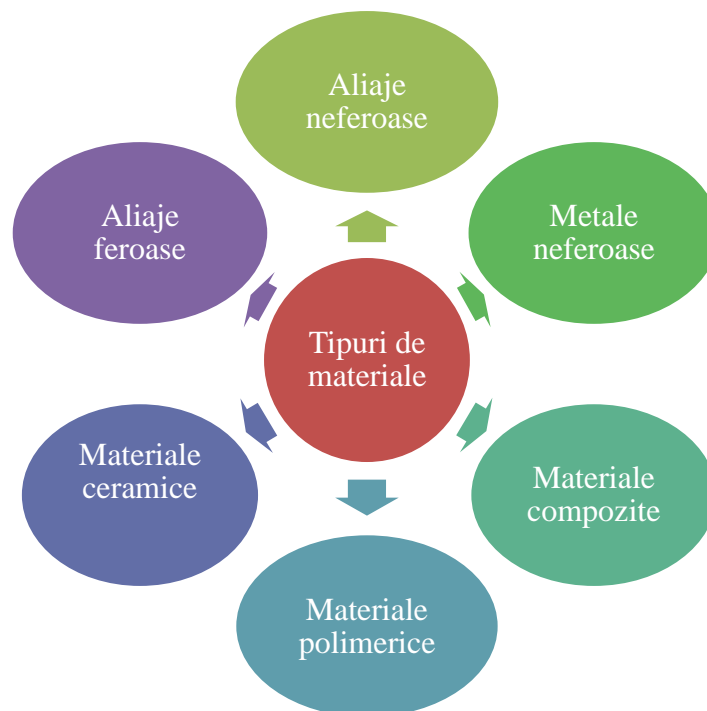 Aliaje
neferoase
Aliaje
feroase
Metale
neferoase
Tipuri de
materiale
Materiale
ceramice
Materiale
compozite
Materiale
polimerice